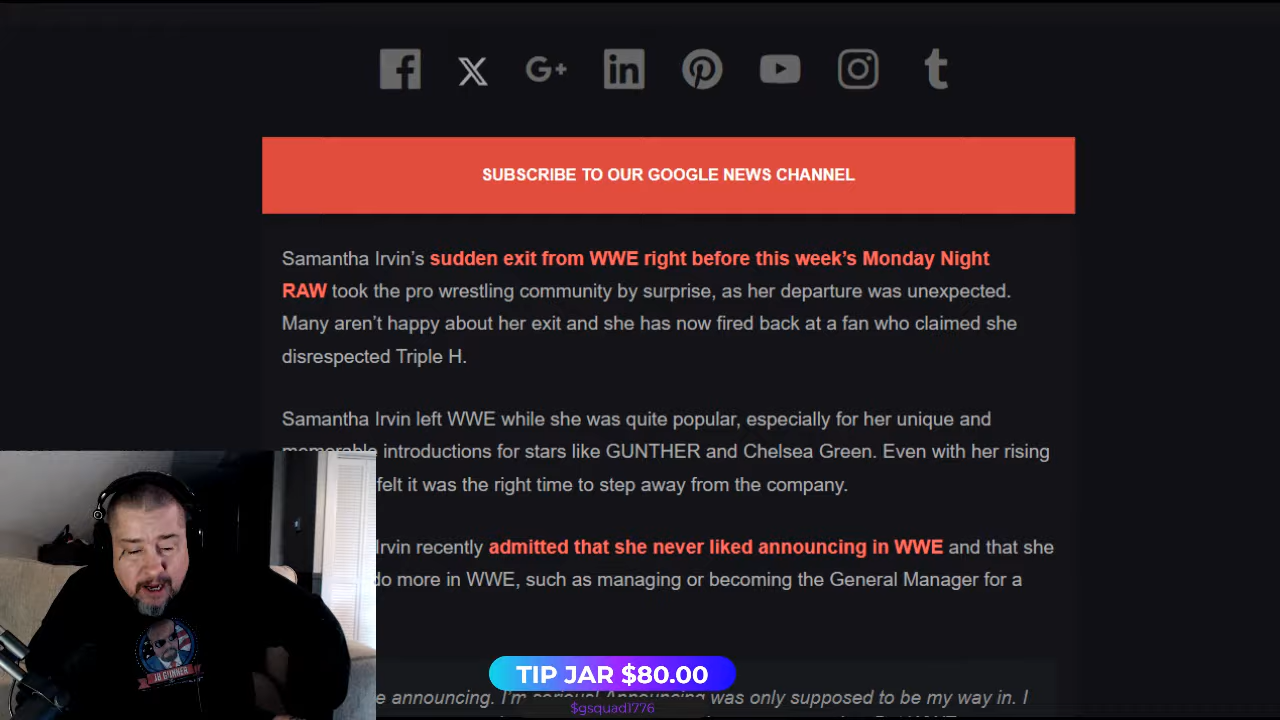 SUBSCRIBE TO OUR GOOGLE NEWS CHANNEL
Samantha Irvin's sudden exit from WWE right before this week's Monday Night
RAW took the pro wrestling community by surprise, as her departure was unexpected.
Many aren't happy about her exit and she has now fired back at a fan who claimed she
disrespected Triple H.
Samantha Irvin left WWE while she was quite popular, especially for her unique and
memorable introductions for stars like GUNTHER and Chelsea Green. Even with her rising
felt it was the right time to step away from the company.
Irvin recently admitted that she never liked announcing in WWE and that she
do more in WWE, such as managing or becoming the General Manager for a
e announcing. I'm serious! Announcing was only supposed to be my way in. I
TIP JAR $80.00
$gsquad1776
JB GUNNER